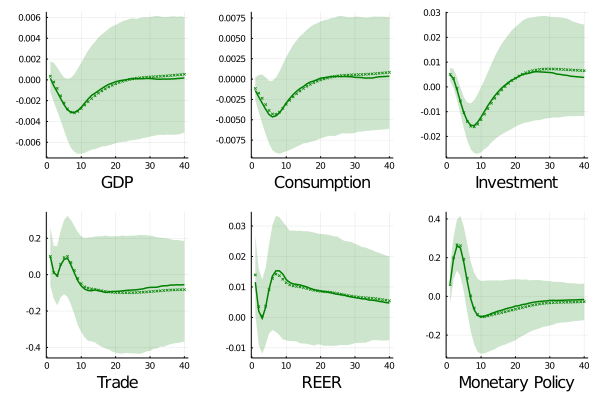 0.006
0.004
0.002
0.000
-0.002
-0.004
-0.006
0 10 20 30 40
GDP
0.0075
0.0050
0.0025
0.0000
-0.0025
-0.0050
-0.0075
0 10 20 30 40
Consumption
0.03
0.02
0.01
0.00
-0.01
-0.02
0 10 20 30 40
Investment
0.2
0.0
-0.2
-0.4
0 10 20 30 40
Trade
0.03
0.02
0.01
0.00
-0.01
0 10 20 30 40
REER
0.4
0.2
0.0
-0.2
0 10 20 30 40
Monetary Policy